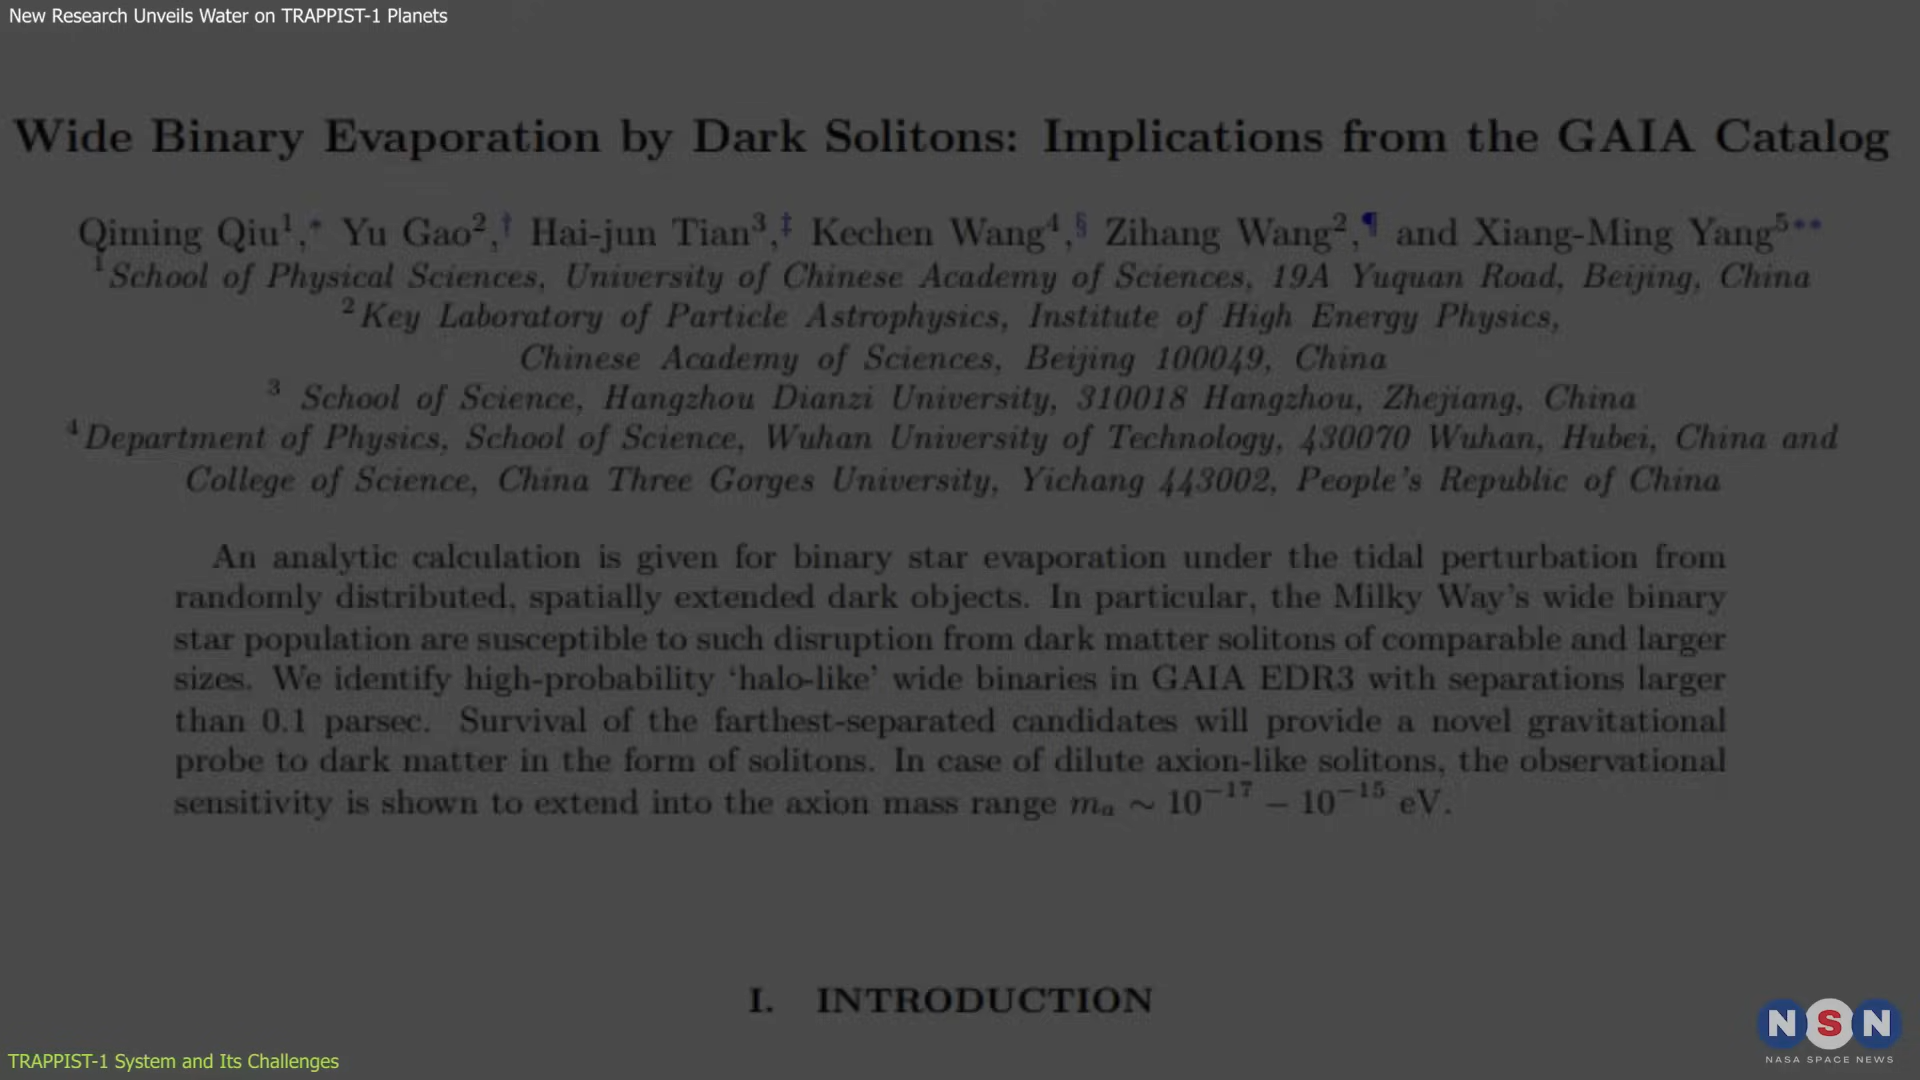 New Research Unveils Water on TRAPPIST-1 Planets
Wide Binary Evaporation by Dark Solitons: Implications from the GAIA Catalog
Qiming Qiu¹,* Yu Gao²,† Hai-jun Tian³,‡ Kechen Wang⁴,§ Zihang Wang²,¶ and Xiang-Ming Yang⁵**
¹School of Physical Sciences, University of Chinese Academy of Sciences, 19A Yuquan Road, Beijing, China
²Key Laboratory of Particle Astrophysics, Institute of High Energy Physics,
Chinese Academy of Sciences, Beijing 100049, China
³ School of Science, Hangzhou Dianzi University, 310018 Hangzhou, Zhejiang, China
⁴Department of Physics, School of Science, Wuhan University of Technology, 430070 Wuhan, Hubei, China and
College of Science, China Three Gorges University, Yichang 443002, People's Republic of China
An analytic calculation is given for binary star evaporation under the tidal perturbation from
randomly distributed, spatially extended dark objects. In particular, the Milky Way's wide binary
star population are susceptible to such disruption from dark matter solitons of comparable and larger
sizes. We identify high-probability ‘halo-like’ wide binaries in GAIA EDR3 with separations larger
than 0.1 parsec. Survival of the farthest-separated candidates will provide a novel gravitational
probe to dark matter in the form of solitons. In case of dilute axion-like solitons, the observational
sensitivity is shown to extend into the axion mass range mₐ ∼ 10⁻¹⁷ − 10⁻¹⁵ eV.
I. INTRODUCTION
NSN
NASA SPACE NEWS
TRAPPIST-1 System and Its Challenges